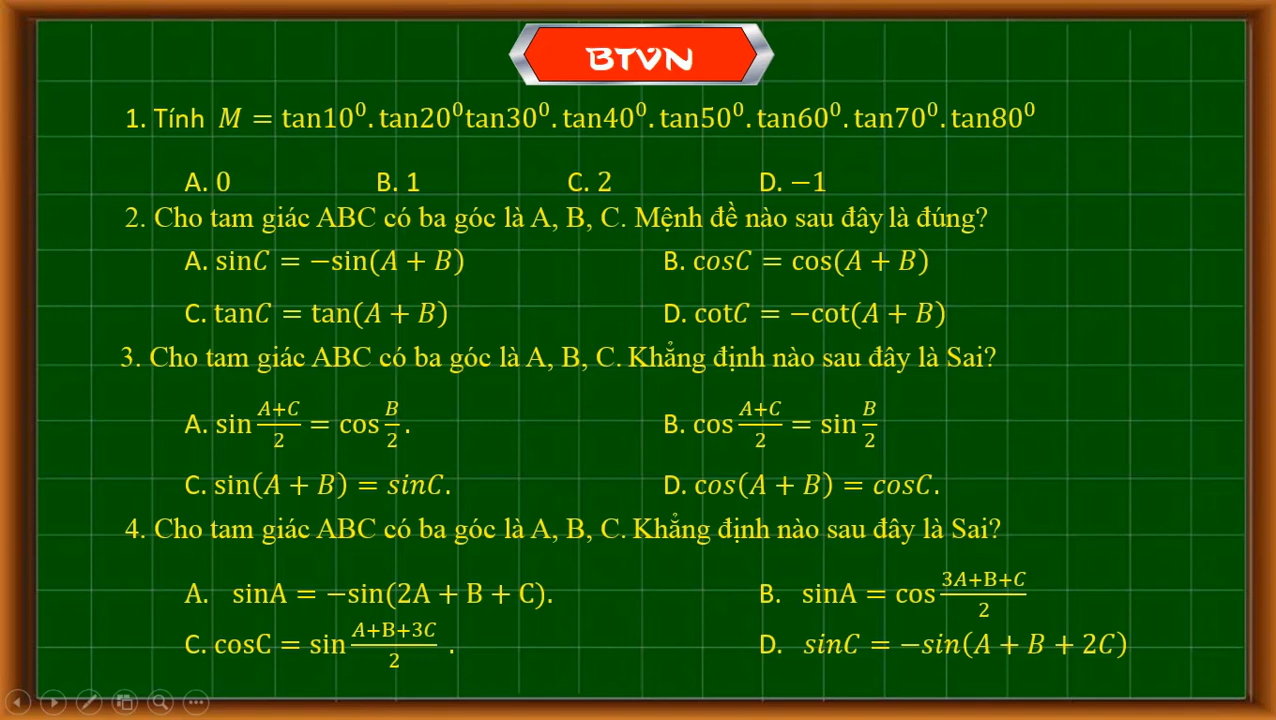 BTVN
1. Tính M = tan10⁰. tan20⁰tan30⁰. tan40⁰. tan50⁰. tan60⁰. tan70⁰. tan80⁰
A. 0 B. 1 C. 2 D. −1
2. Cho tam giác ABC có ba góc là A, B, C. Mệnh đề nào sau đây là đúng?
A. sinC = −sin(A + B) B. cosC = cos(A + B)
C. tanC = tan(A + B) D. cotC = −cot(A + B)
3. Cho tam giác ABC có ba góc là A, B, C. Khẳng định nào sau đây là Sai?
A. sin (A+C)/2 = cos B/2 . B. cos (A+C)/2 = sin B/2
C. sin(A + B) = sinC. D. cos(A + B) = cosC.
4. Cho tam giác ABC có ba góc là A, B, C. Khẳng định nào sau đây là Sai?
A. sinA = −sin(2A + B + C). B. sinA = cos (3A+B+C)/2
C. cosC = sin (A+B+3C)/2 . D. sinC = −sin(A + B + 2C)